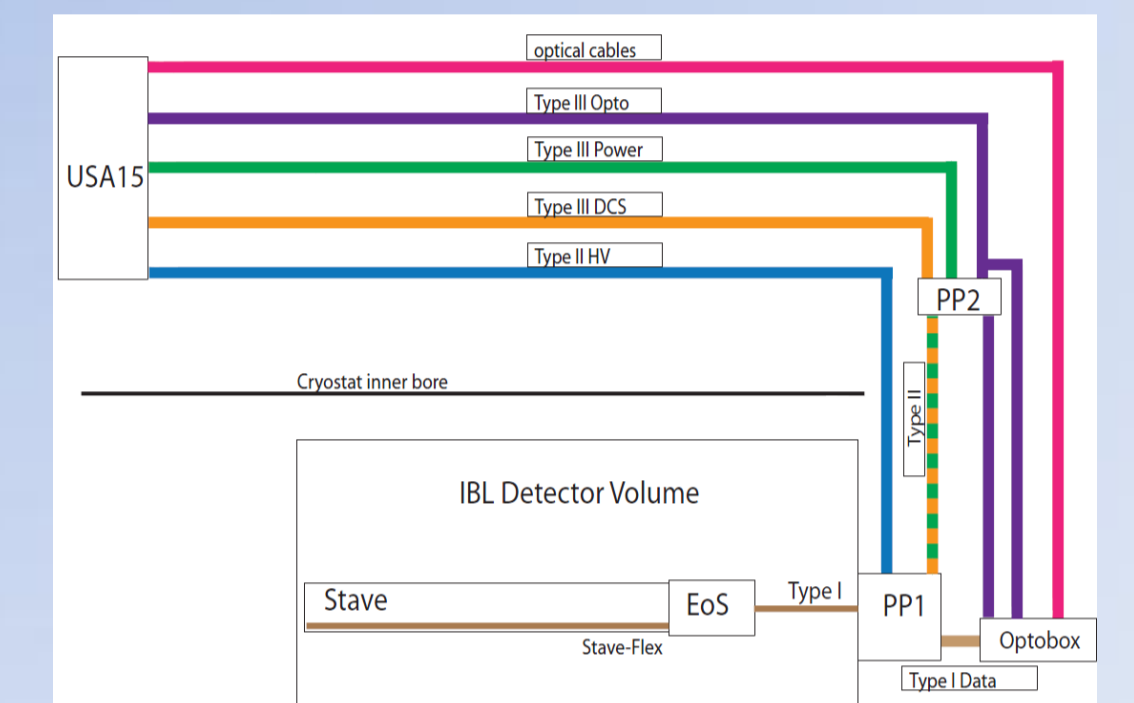 optical cables
Type III Opto
Type III Power
USA15
Type III DCS
Type II HV
PP2
Cryostat inner bore
Type II
IBL Detector Volume
Stave
EoS
Type I
PP1
Stave-Flex
Optobox
Type I Data